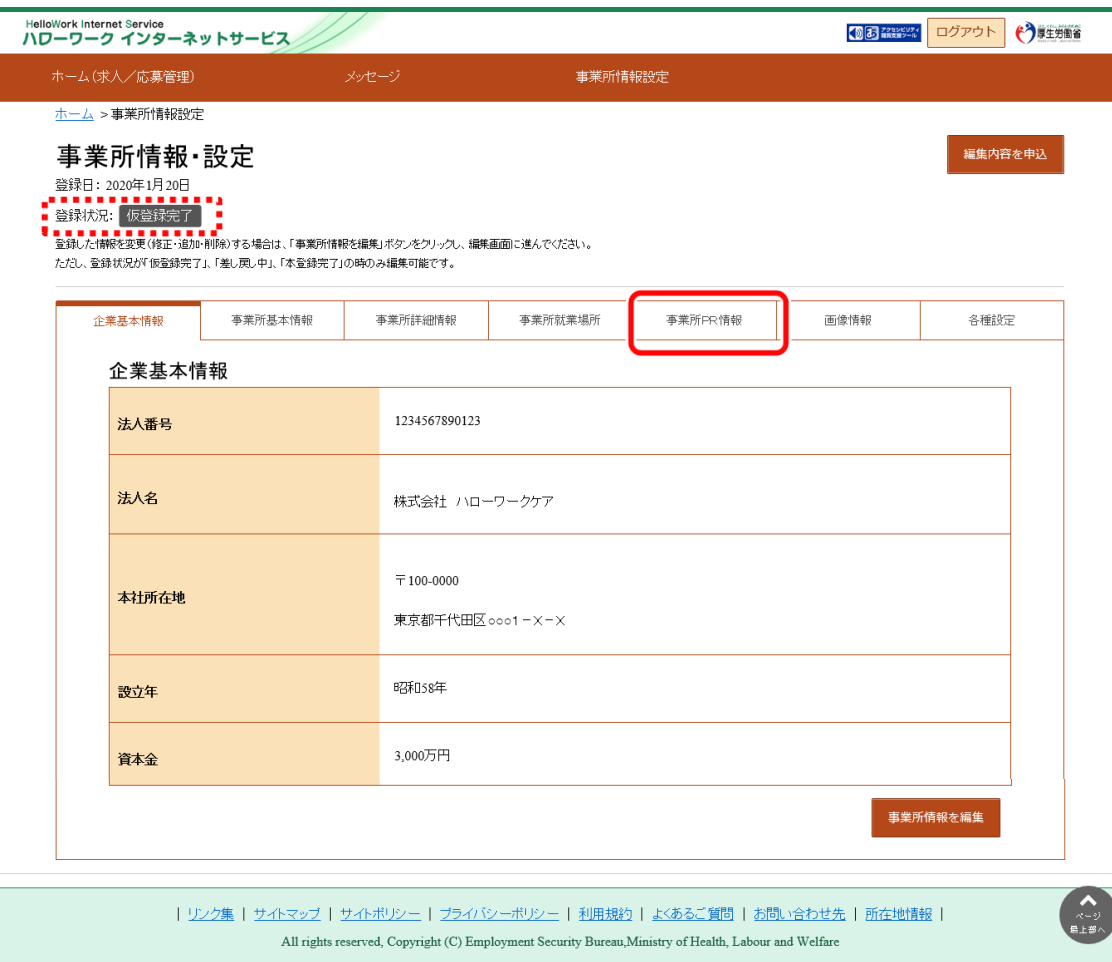 HelloWork Internet Service
ハローワーク インターネットサービス
アクセシビリティ
閲覧支援ツール
ログアウト
厚生労働省
ホーム(求人/応募管理)
メッセージ
事業所情報設定
ホーム >事業所情報設定
事業所情報・設定
編集内容を申込
登録日: 2020年1月20日
登録状況: 仮登録完了
登録した情報を変更(修正・追加・削除)する場合は、「事業所情報を編集」ボタンをクリックし、編集画面に進んでください。
ただし、登録状況が「仮登録完了」、「差し戻し中」、「本登録完了」の時のみ編集可能です。
企業基本情報
事業所基本情報
事業所詳細情報
事業所就業場所
事業所PR情報
画像情報
各種設定
企業基本情報
法人番号
1234567890123
法人名
株式会社 ハローワークケア
本社所在地
〒100-0000
東京都千代田区○○○1-X-X
設立年
昭和58年
資本金
3,000万円
事業所情報を編集
| リンク集 | サイトマップ | サイトポリシー | プライバシーポリシー | 利用規約 | よくあるご質問 | お問い合わせ先 | 所在地情報 |
All rights reserved, Copyright (C) Employment Security Bureau,Ministry of Health, Labour and Welfare
ページ
最上部へ